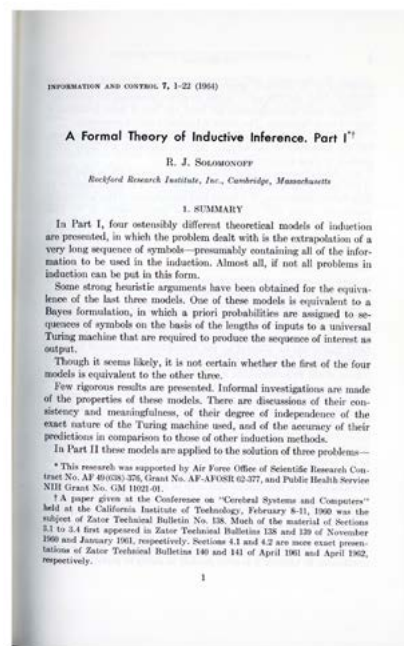 INFORMATION AND CONTROL 7, 1–22 (1964)
A Formal Theory of Inductive Inference. Part I*†
R. J. SOLOMONOFF
Rockford Research Institute, Inc., Cambridge, Massachusetts
1. SUMMARY
In Part I, four ostensibly different theoretical models of induction
are presented, in which the problem dealt with is the extrapolation of a
very long sequence of symbols—presumably containing all of the infor-
mation to be used in the induction. Almost all, if not all problems in
induction can be put in this form.
Some strong heuristic arguments have been obtained for the equiva-
lence of the last three models. One of these models is equivalent to a
Bayes formulation, in which a priori probabilities are assigned to se-
quences of symbols on the basis of the lengths of inputs to a universal
Turing machine that are required to produce the sequence of interest as
output.
Though it seems likely, it is not certain whether the first of the four
models is equivalent to the other three.
Few rigorous results are presented. Informal investigations are made
of the properties of these models. There are discussions of their con-
sistency and meaningfulness, of their degree of independence of the
exact nature of the Turing machine used, and of the accuracy of their
predictions in comparison to those of other induction methods.
In Part II these models are applied to the solution of three problems—
* This research was supported by Air Force Office of Scientific Research Con-
tract No. AF 49(638)-376, Grant No. AF-AFOSR 62-377, and Public Health Service
NIH Grant No. GM 11021-01.
† A paper given at the Conference on "Cerebral Systems and Computers"
held at the California Institute of Technology, February 8-11, 1960 was the
subject of Zator Technical Bulletin No. 138. Much of the material of Sections
3.1 to 3.4 first appeared in Zator Technical Bulletins 138 and 139 of November
1960 and January 1961, respectively. Sections 4.1 and 4.2 are more exact presen-
tations of Zator Technical Bulletins 140 and 141 of April 1961 and April 1962,
respectively.
1